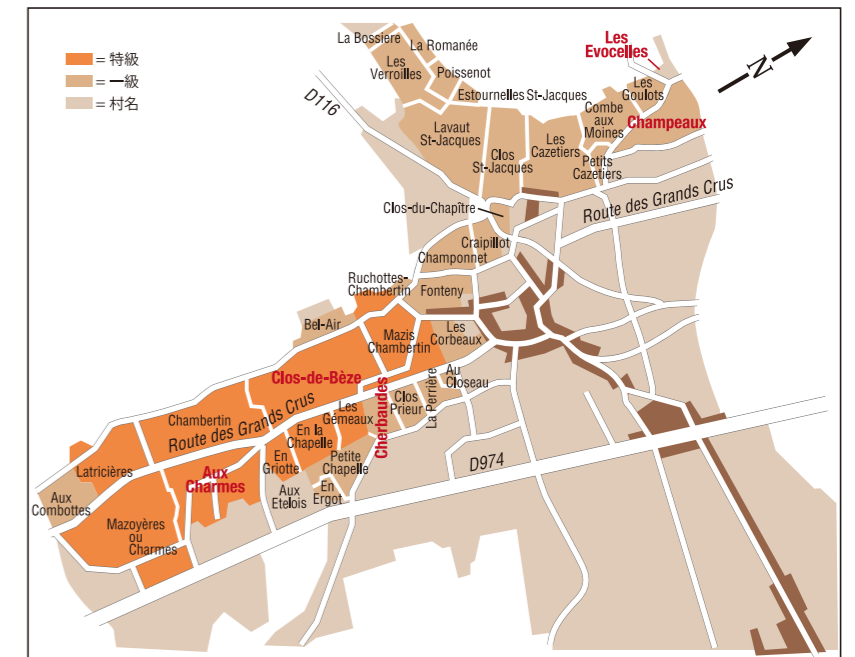 = 特級
= 一級
= 村名
La Bossière
La Romanée
Les
Verroilles
Poissenot
Les
Evocelles
N
D116
Estournelles St-Jacques
Les
Goulots
Combe
aux
Moines
Champeaux
Lavaut
St-Jacques
Clos
St-Jacques
Les
Cazetiers
Petits
Cazetiers
Clos-du-Chapître
Route des Grands Crus
Craipillot
Champonnet
Ruchottes-
Chambertin
Fonteny
Bel-Air
Mazis
Chambertin
Les
Corbeaux
Au
Closeau
La Perrière
Clos
Prieur
Cherbaudes
Clos-de-Bèze
Les
Gémeaux
Chambertin
Route des Grands Crus
En la
Chapelle
Petite
Chapelle
En
Griotte
En
Ergot
Aux
Etelois
D974
Latricières
Aux
Charmes
Aux
Combottes
Mazoyères
ou
Charmes